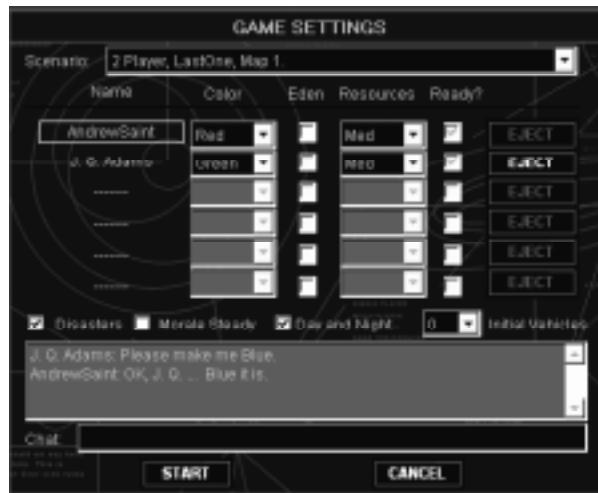 GAME SETTINGS
Scenario: 2 Player, LastOne, Map 1.
Name Color Eden Resources Ready?
AndrewSaint Red Med EJECT
J. Q. Adams Green Med EJECT
------ EJECT
------ EJECT
------ EJECT
------ EJECT
Disasters Morale Steady Day and Night 0 Initial Vehicles
J. Q. Adams: Please make me Blue.
AndrewSaint: OK, J. Q. ... Blue it is.
Chat:
START CANCEL